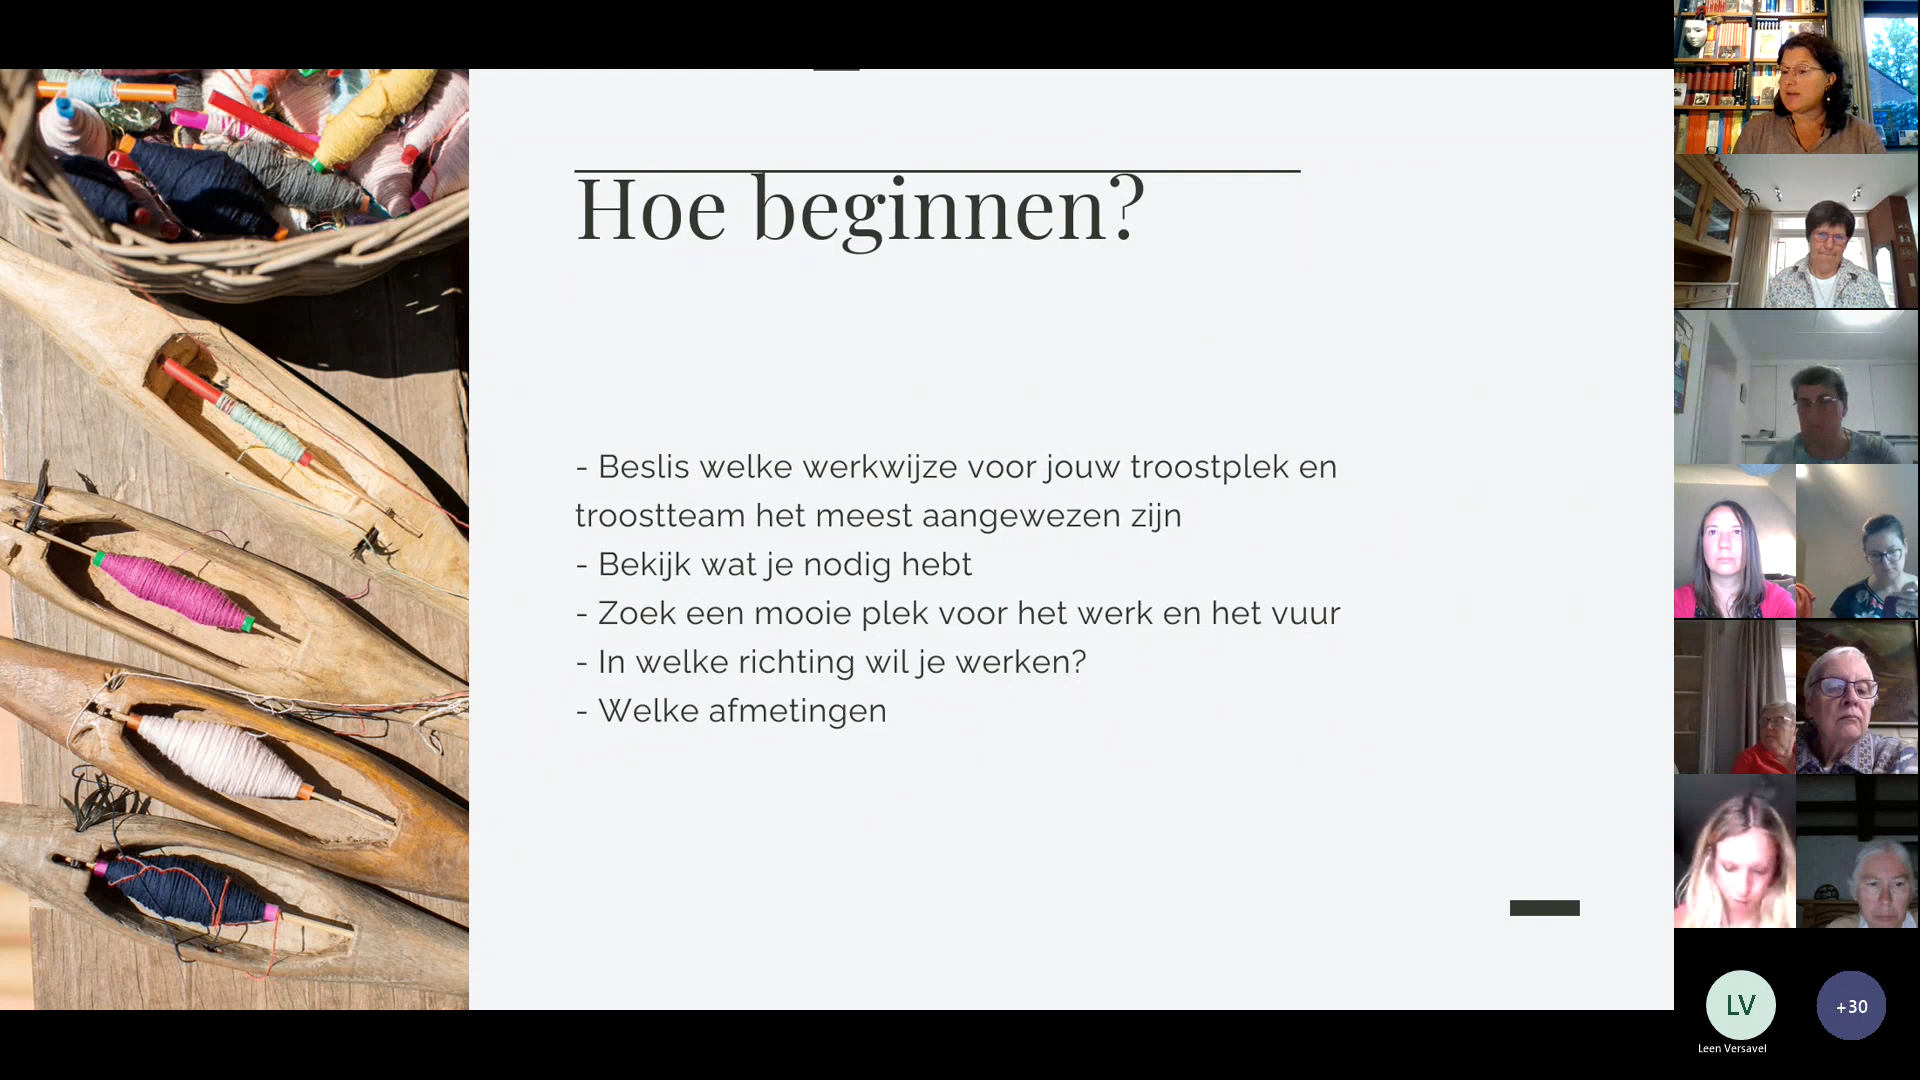 Hoe beginnen?
- Beslis welke werkwijze voor jouw troostplek en
troostteam het meest aangewezen zijn
- Bekijk wat je nodig hebt
- Zoek een mooie plek voor het werk en het vuur
- In welke richting wil je werken?
- Welke afmetingen
LV
+30
Leen Versavel